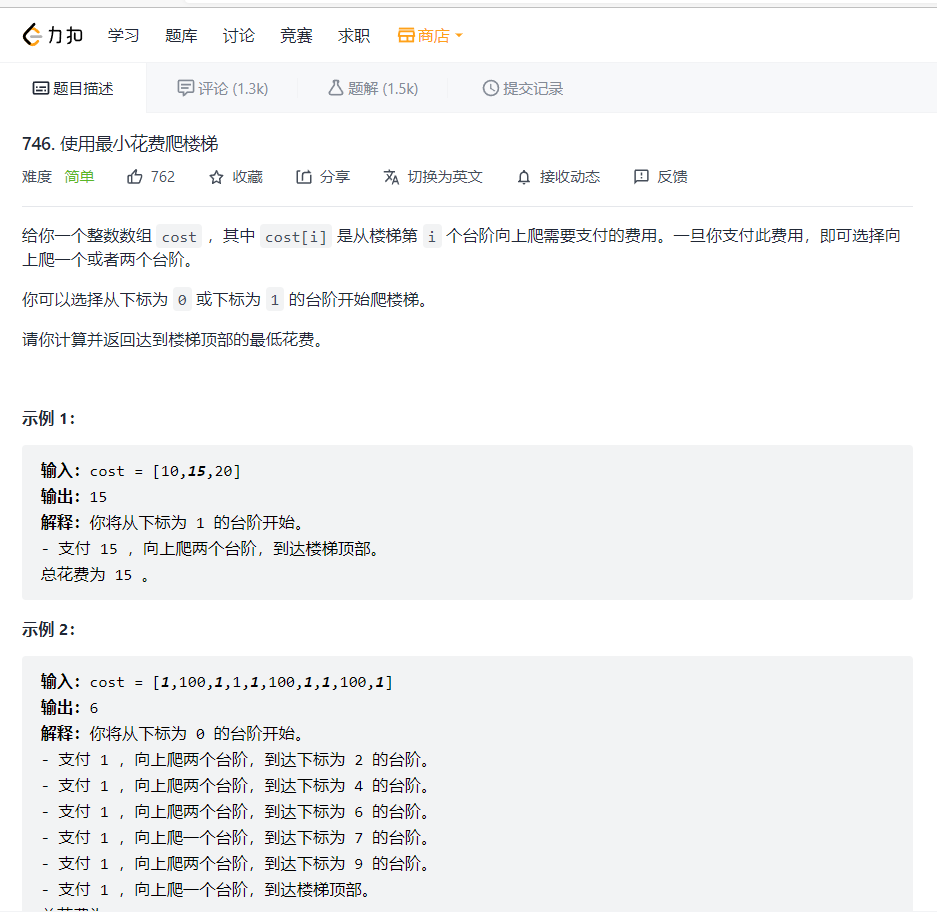 力扣 学习 题库 讨论 竞赛 求职 商店
题目描述 评论 (1.3k) 题解 (1.5k) 提交记录
746. 使用最小花费爬楼梯
难度 简单 762 收藏 分享 切换为英文 接收动态 反馈
给你一个整数数组 cost ，其中 cost[i] 是从楼梯第 i 个台阶向上爬需要支付的费用。一旦你支付此费用，即可选择向
上爬一个或者两个台阶。
你可以选择从下标为 0 或下标为 1 的台阶开始爬楼梯。
请你计算并返回达到楼梯顶部的最低花费。
示例 1：
输入：cost = [10,15,20]
输出：15
解释：你将从下标为 1 的台阶开始。
- 支付 15 ，向上爬两个台阶，到达楼梯顶部。
总花费为 15 。
示例 2：
输入：cost = [1,100,1,1,1,100,1,1,100,1]
输出：6
解释：你将从下标为 0 的台阶开始。
- 支付 1 ，向上爬两个台阶，到达下标为 2 的台阶。
- 支付 1 ，向上爬两个台阶，到达下标为 4 的台阶。
- 支付 1 ，向上爬两个台阶，到达下标为 6 的台阶。
- 支付 1 ，向上爬一个台阶，到达下标为 7 的台阶。
- 支付 1 ，向上爬两个台阶，到达下标为 9 的台阶。
- 支付 1 ，向上爬一个台阶，到达楼梯顶部。